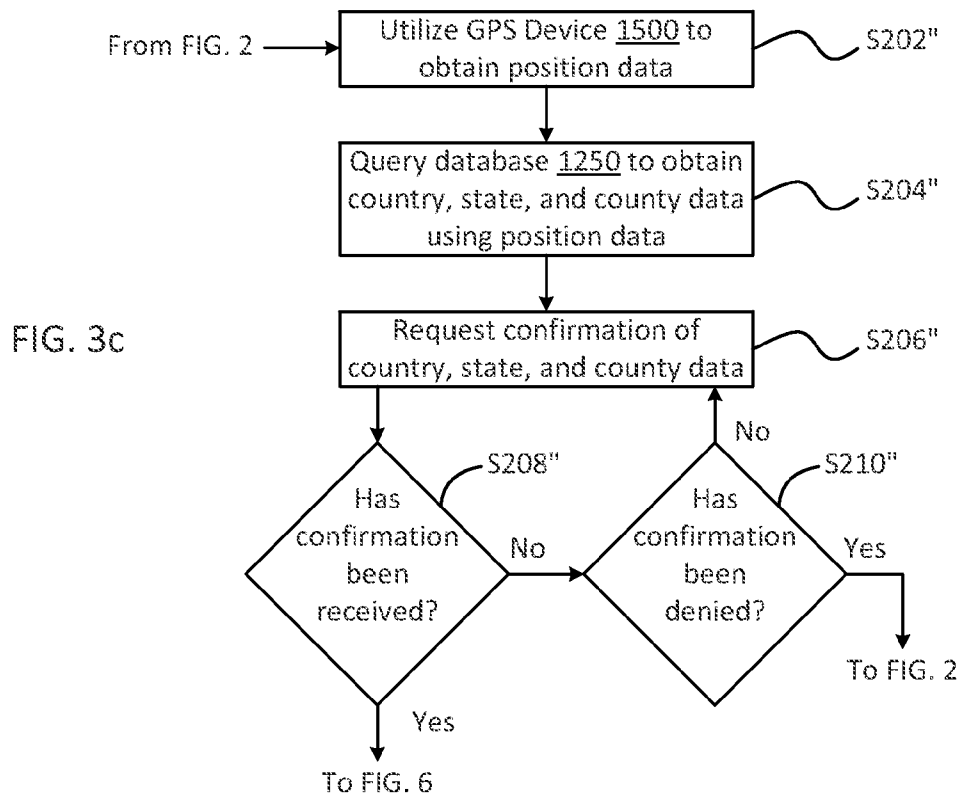 From FIG. 2
Utilize GPS Device 1500 to
obtain position data
S202"
Query database 1250 to obtain
country, state, and county data
using position data
S204"
FIG. 3c
Request confirmation of
country, state, and county data
S206"
No
S208"
S210"
Has
confirmation
been
received?
No
Has
confirmation
been
denied?
Yes
To FIG. 2
Yes
To FIG. 6